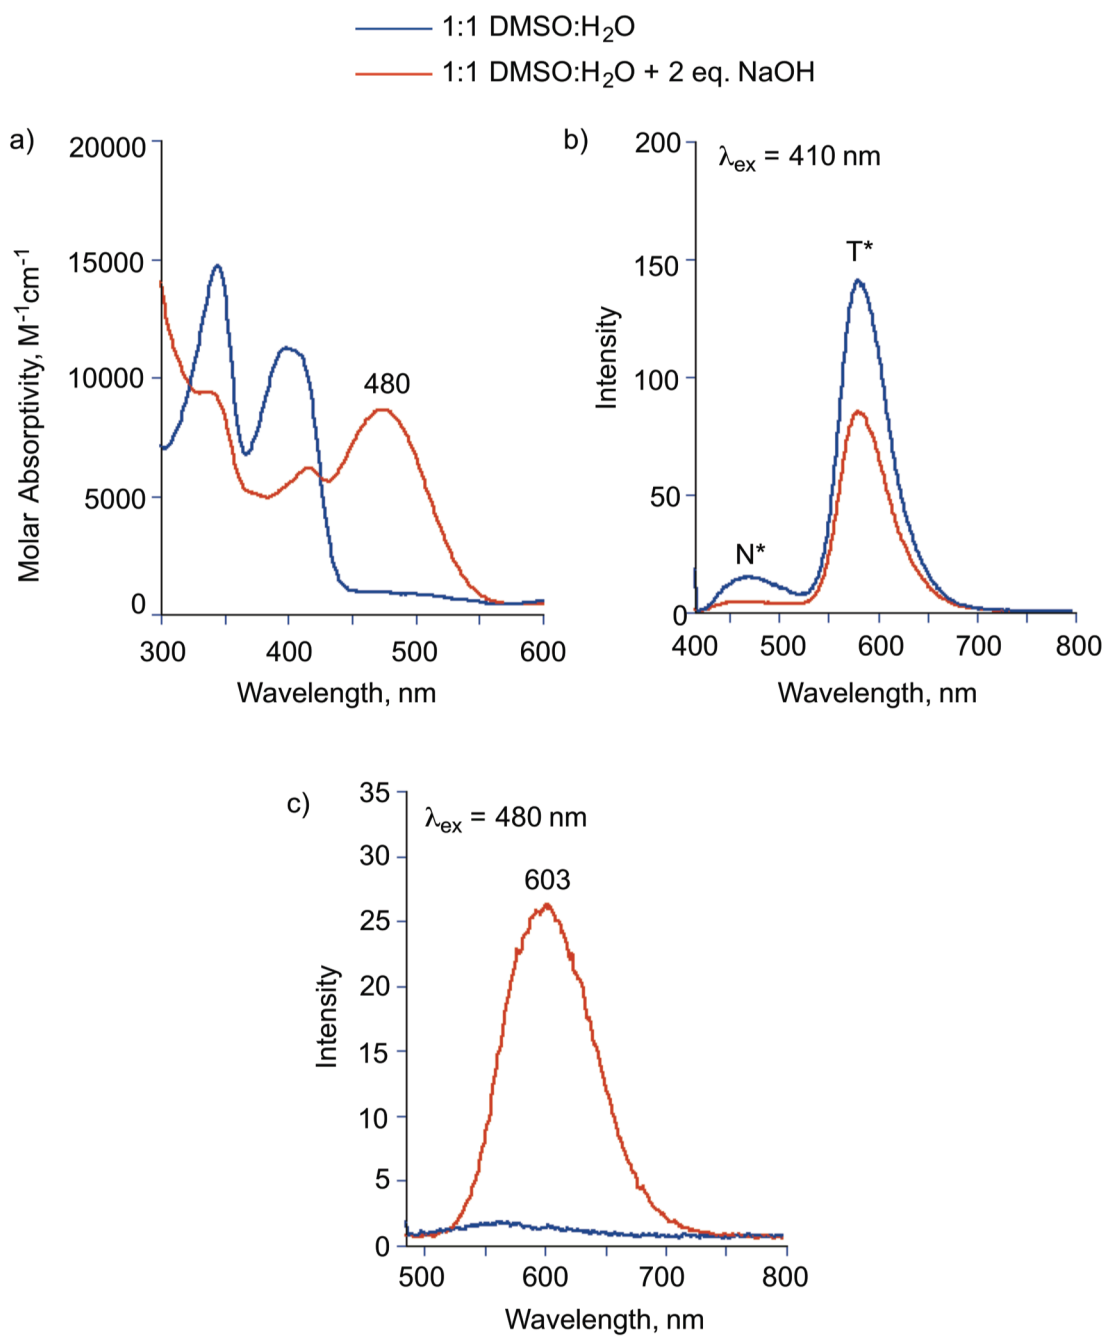 1:1 DMSO:H₂O
1:1 DMSO:H₂O + 2 eq. NaOH
a)
20000
15000
10000
5000
0
Molar Absorptivity, M⁻¹cm⁻¹
480
300
400
500
600
Wavelength, nm
b)
200
150
100
50
0
Intensity
λex = 410 nm
T*
N*
400
500
600
700
800
Wavelength, nm
c)
35
30
25
20
15
10
5
0
Intensity
λex = 480 nm
603
500
600
700
800
Wavelength, nm